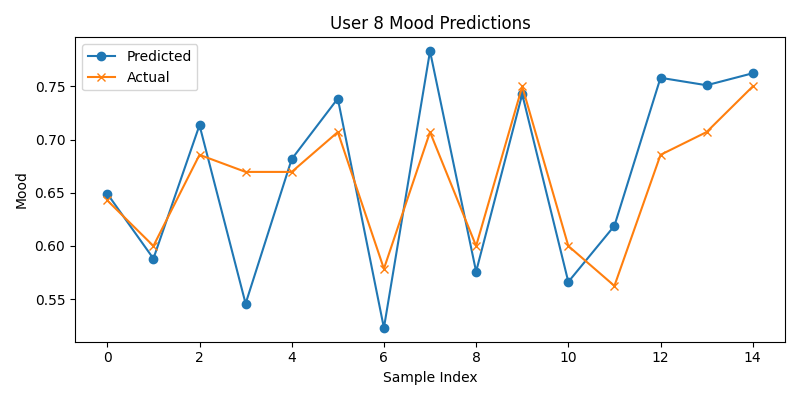 User 8 Mood Predictions
Predicted
Actual
Mood
0.75
0.70
0.65
0.60
0.55
0 2 4 6 8 10 12 14
Sample Index